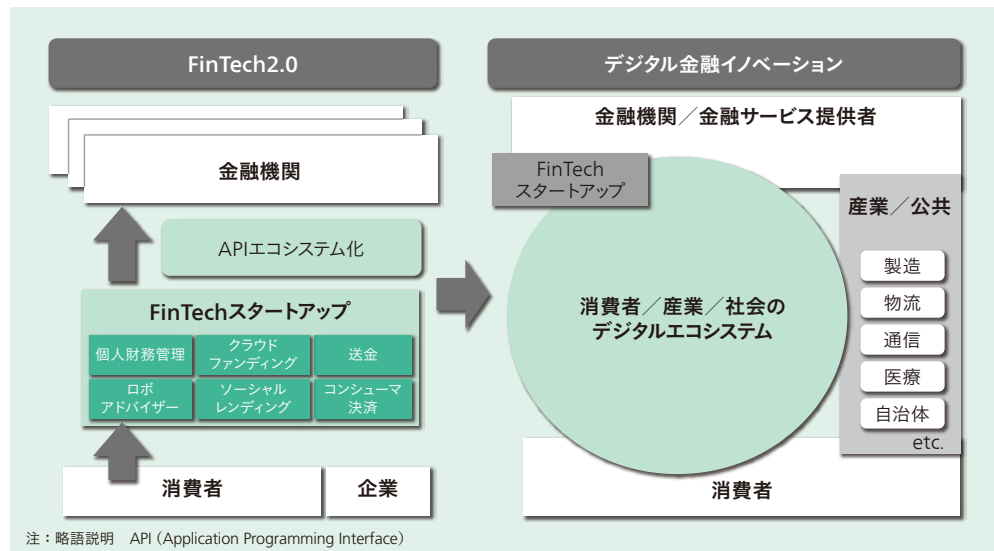 FinTech2.0
金融機関
APIエコシステム化
FinTechスタートアップ
個人財務管理
クラウド
ファンディング
送金
ロボ
アドバイザー
ソーシャル
レンディング
コンシューマ
決済
消費者
企業
デジタル金融イノベーション
金融機関／金融サービス提供者
FinTech
スタートアップ
消費者／産業／社会の
デジタルエコシステム
産業／公共
製造
物流
通信
医療
自治体
etc.
消費者
注：略語説明　API（Application Programming Interface）